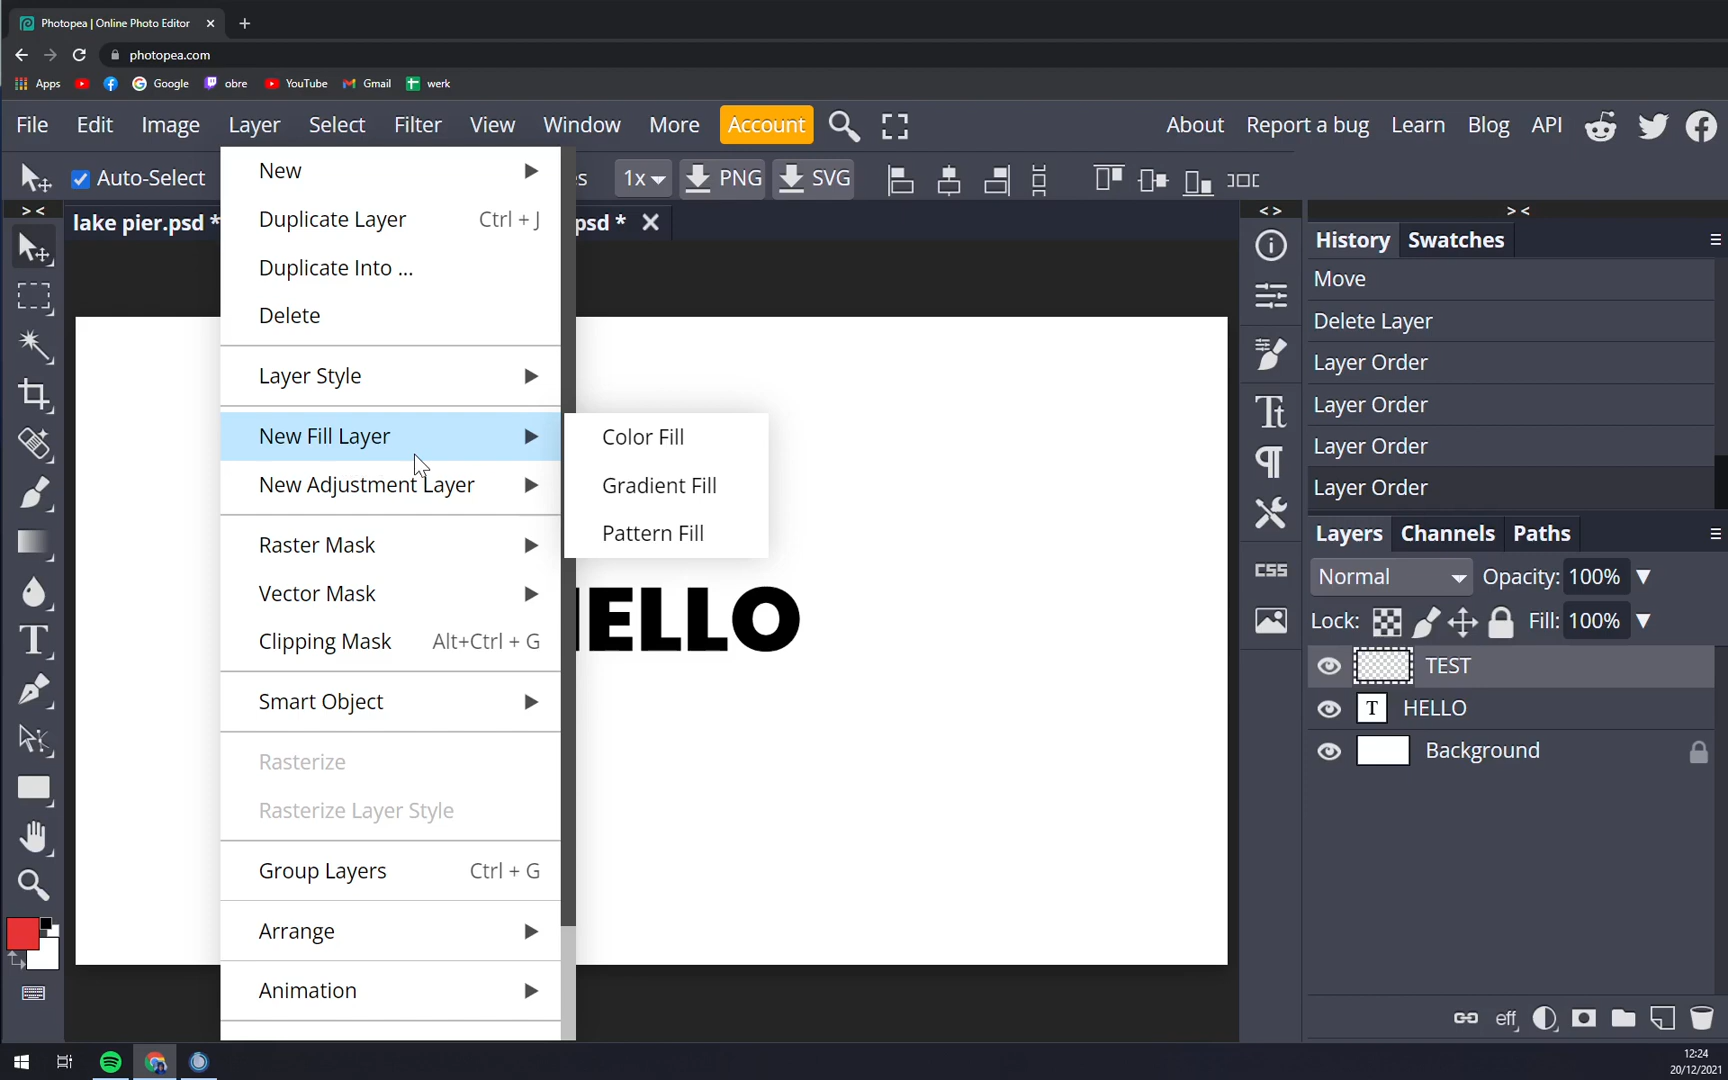 Photopea | Online Photo Editor
photopea.com
Apps
Google
obre
YouTube
Gmail
werk
File Edit Image Layer Select Filter View Window More Account
About Report a bug Learn Blog API
Auto-Select
1x PNG SVG
lake pier.psd *
psd *
New
Duplicate Layer Ctrl + J
Duplicate Into ...
Delete
Layer Style
New Fill Layer
New Adjustment Layer
Raster Mask
Vector Mask
Clipping Mask Alt+Ctrl + G
Smart Object
Rasterize
Rasterize Layer Style
Group Layers Ctrl + G
Arrange
Animation
Color Fill
Gradient Fill
Pattern Fill
HELLO
CSS
History Swatches
Move
Delete Layer
Layer Order
Layer Order
Layer Order
Layer Order
Layers Channels Paths
Normal Opacity: 100%
Lock: Fill: 100%
TEST
T HELLO
Background
eff
12:24
20/12/2021